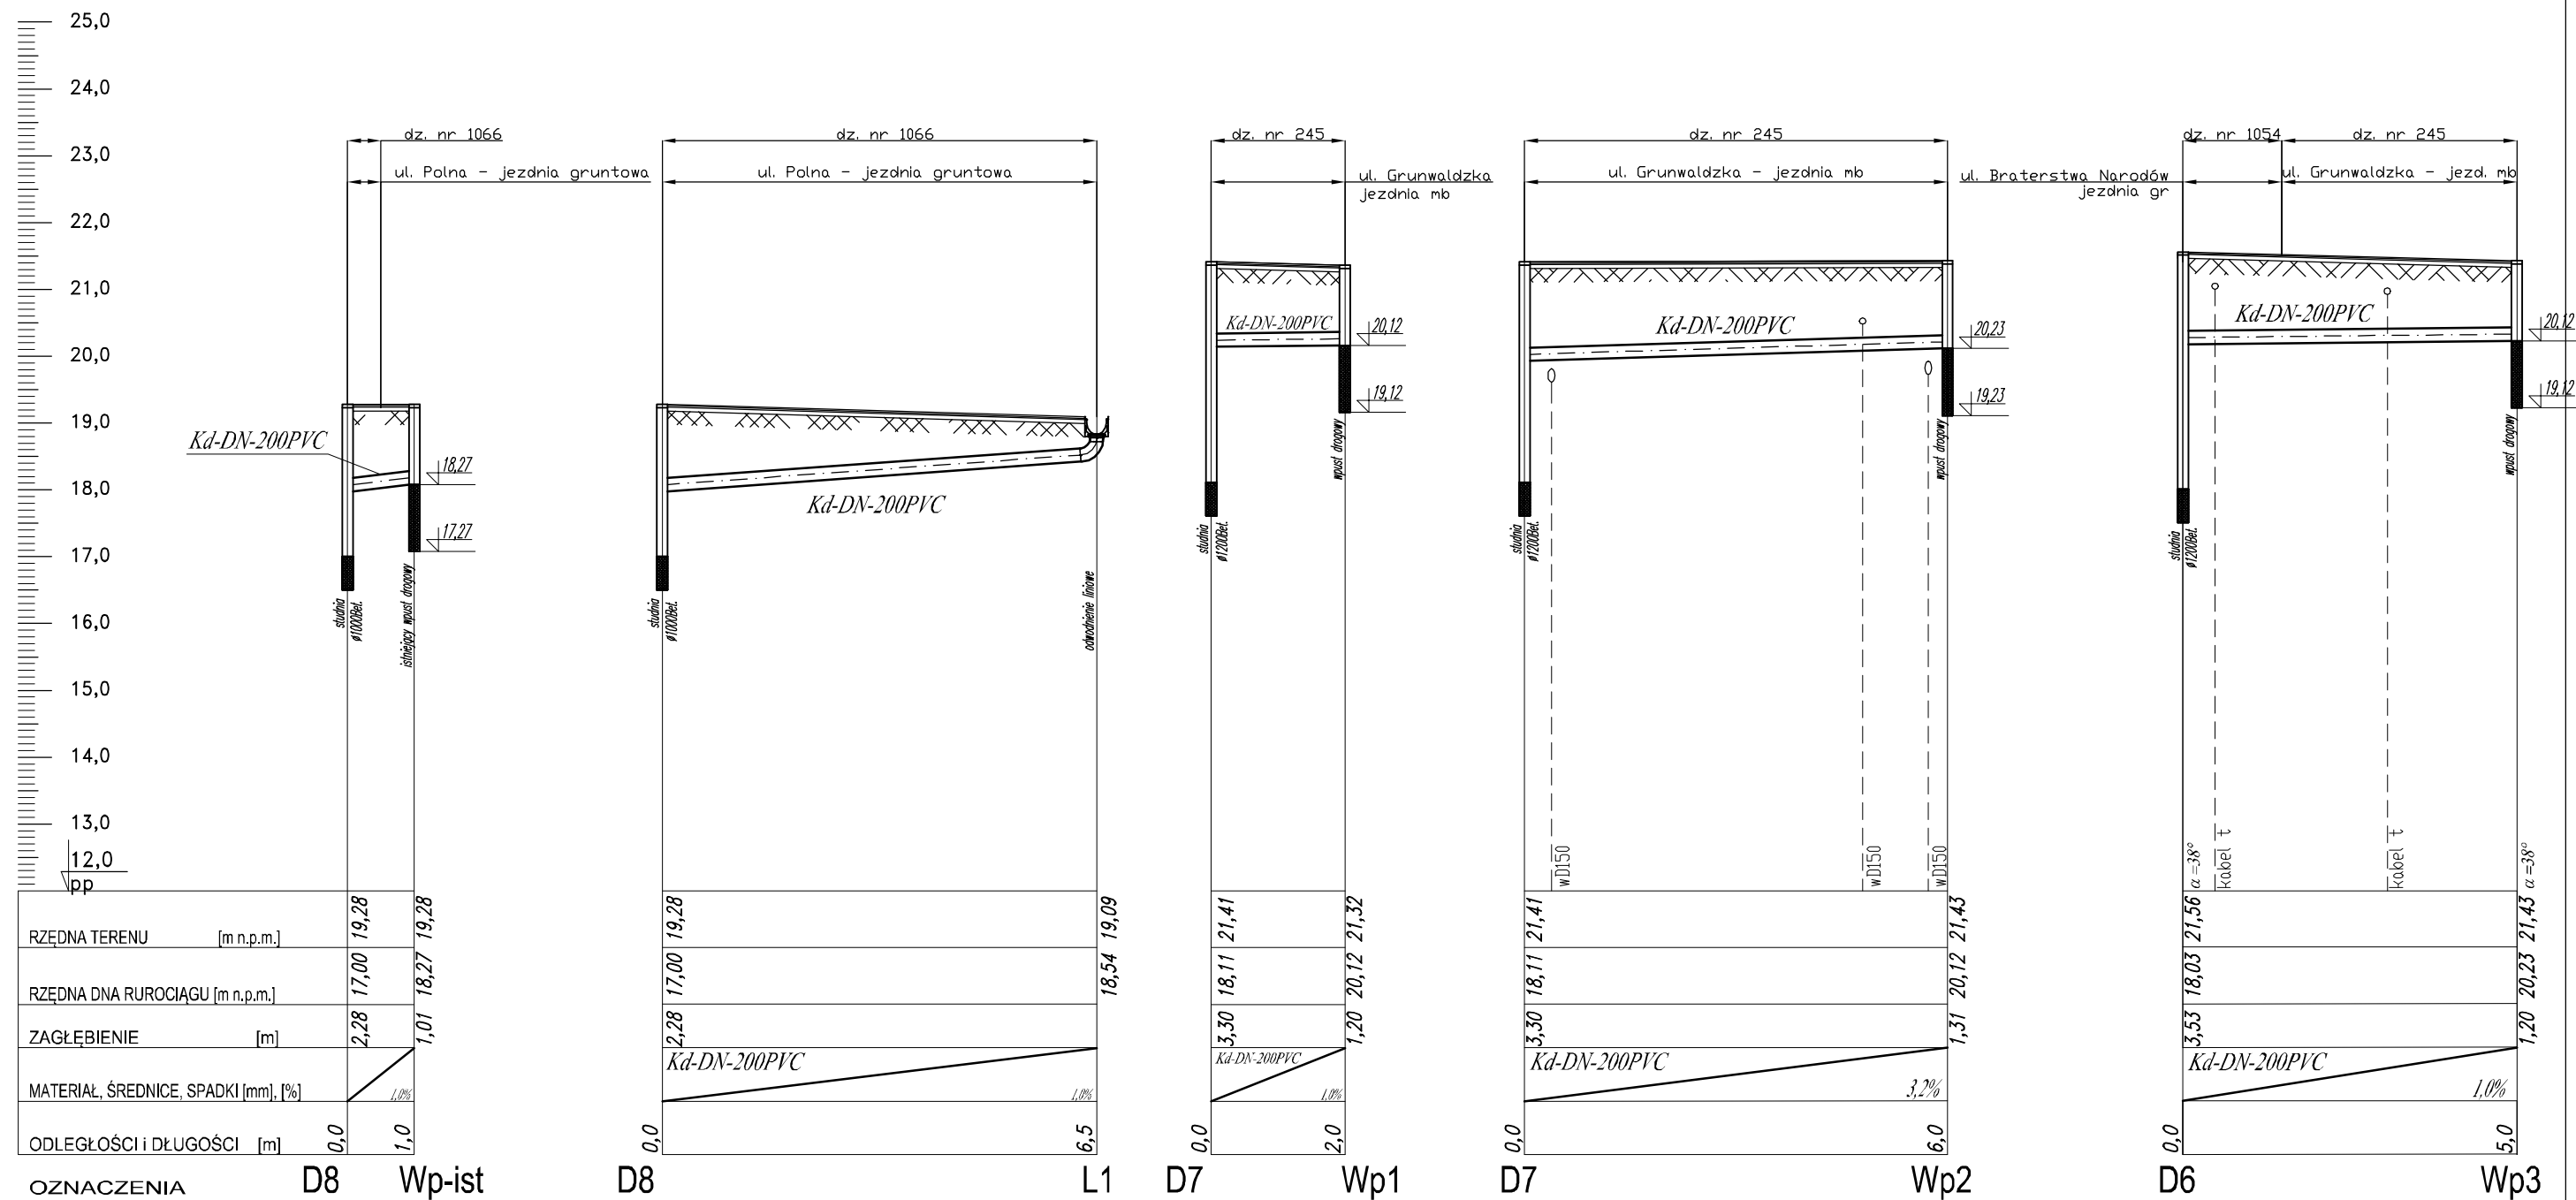 25,0
24,0
23,0
22,0
21,0
20,0
19,0
18,0
17,0
16,0
15,0
14,0
13,0
12,0
pp
dz. nr 1066
ul. Polna - jezdnia gruntowa
Kd-DN-200PVC
18,27
17,27
studnia
ø1000Bet.
istniejący wpust drogowy
dz. nr 1066
ul. Polna - jezdnia gruntowa
Kd-DN-200PVC
studnia
ø1000Bet.
odwodnienie liniowe
dz. nr 245
ul. Grunwaldzka
jezdnia mb
Kd-DN-200PVC
20,12
19,12
studnia
ø1200Bet.
wpust drogowy
dz. nr 245
ul. Grunwaldzka - jezdnia mb
Kd-DN-200PVC
20,23
19,23
studnia
ø1200Bet.
wpust drogowy
wD150
wD150
wD150
dz. nr 1054
dz. nr 245
ul. Braterstwa Narodów
jezdnia gr
ul. Grunwaldzka - jezd. mb
Kd-DN-200PVC
20,12
19,12
studnia
ø1200Bet.
wpust drogowy
α=38°
kabel t
kabel t
α=38°
RZĘDNA TERENU [m n.p.m.] 19,28 19,28 19,28 19,09 21,41 21,32 21,41 21,43 21,56 21,43
RZĘDNA DNA RUROCIĄGU [m n.p.m.] 17,00 18,27 17,00 18,54 18,11 20,12 18,11 20,12 18,03 20,23
ZAGŁĘBIENIE [m] 2,28 1,01 2,28 3,30 1,20 3,30 1,31 3,53 1,20
MATERIAŁ, ŚREDNICE, SPADKI [mm], [%] 1,0% Kd-DN-200PVC 1,0% Kd-DN-200PVC 1,0% Kd-DN-200PVC 3,2% Kd-DN-200PVC 1,0%
ODLEGŁOŚCI i DŁUGOŚCI [m] 0,0 1,0 0,0 6,5 0,0 2,0 0,0 6,0 0,0 5,0
OZNACZENIA D8 Wp-ist D8 L1 D7 Wp1 D7 Wp2 D6 Wp3